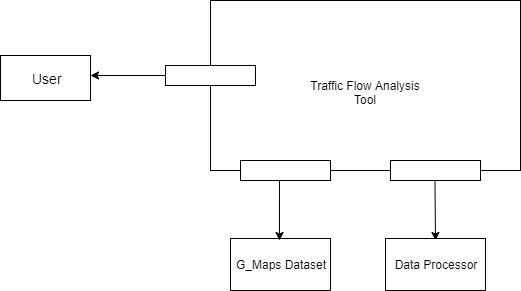 User
Traffic Flow Analysis
Tool
G_Maps Dataset
Data Processor